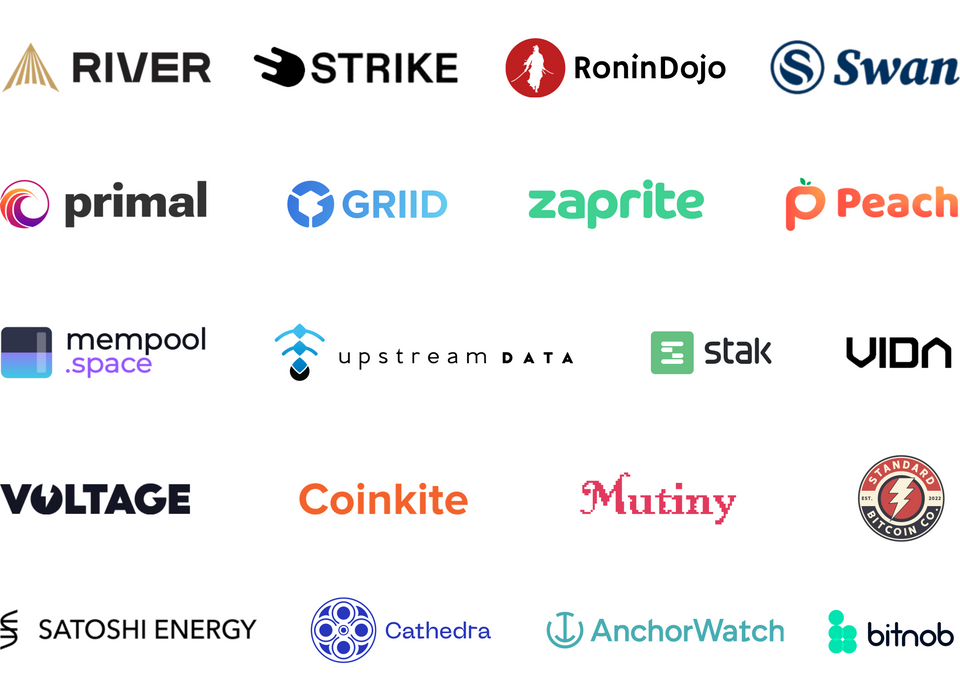 RIVER
STRIKE
RoninDojo
Swan
primal
GRIID
zaprite
Peach
mempool
.space
upstream DATA
stak
VIDA
VOLTAGE
Coinkite
Mutiny
STANDARD
EST. 2022
BITCOIN CO.
SATOSHI ENERGY
Cathedra
AnchorWatch
bitnob